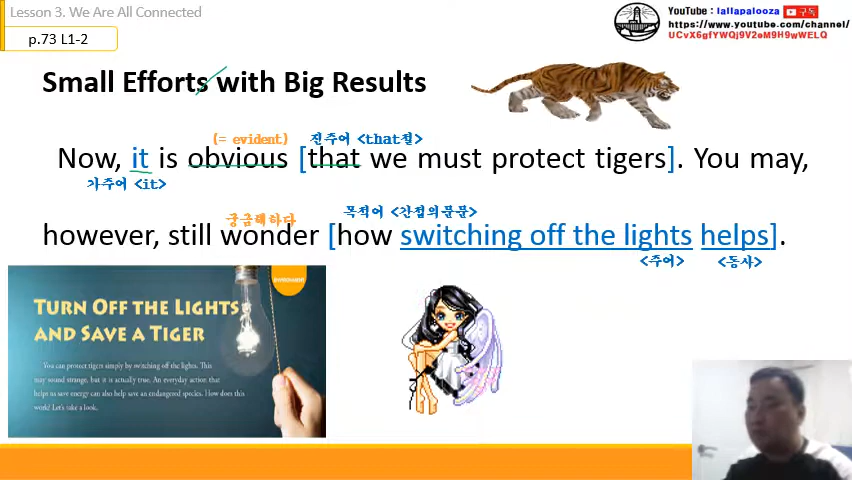 Lesson 3. We Are All Connected
YouTube : lallapalooza 구독
https://www.youtube.com/channel/
UCvX6gfYWQj9V2eM9H9wWELQ
p.73 L1-2
Small Efforts with Big Results
(= evident) 진주어 <that절>
Now, it is obvious [that we must protect tigers]. You may,
가주어 <it>
궁금해하다 목적어 <간접의문문>
however, still wonder [how switching off the lights helps].
<주어> <동사>
TURN OFF THE LIGHTS
AND SAVE A TIGER
You can protect tigers simply by switching off the lights. This
may sound strange, but it is actually true. An everyday action that
helps us save energy can also help save an endangered species. How does this
work? Let's take a look.